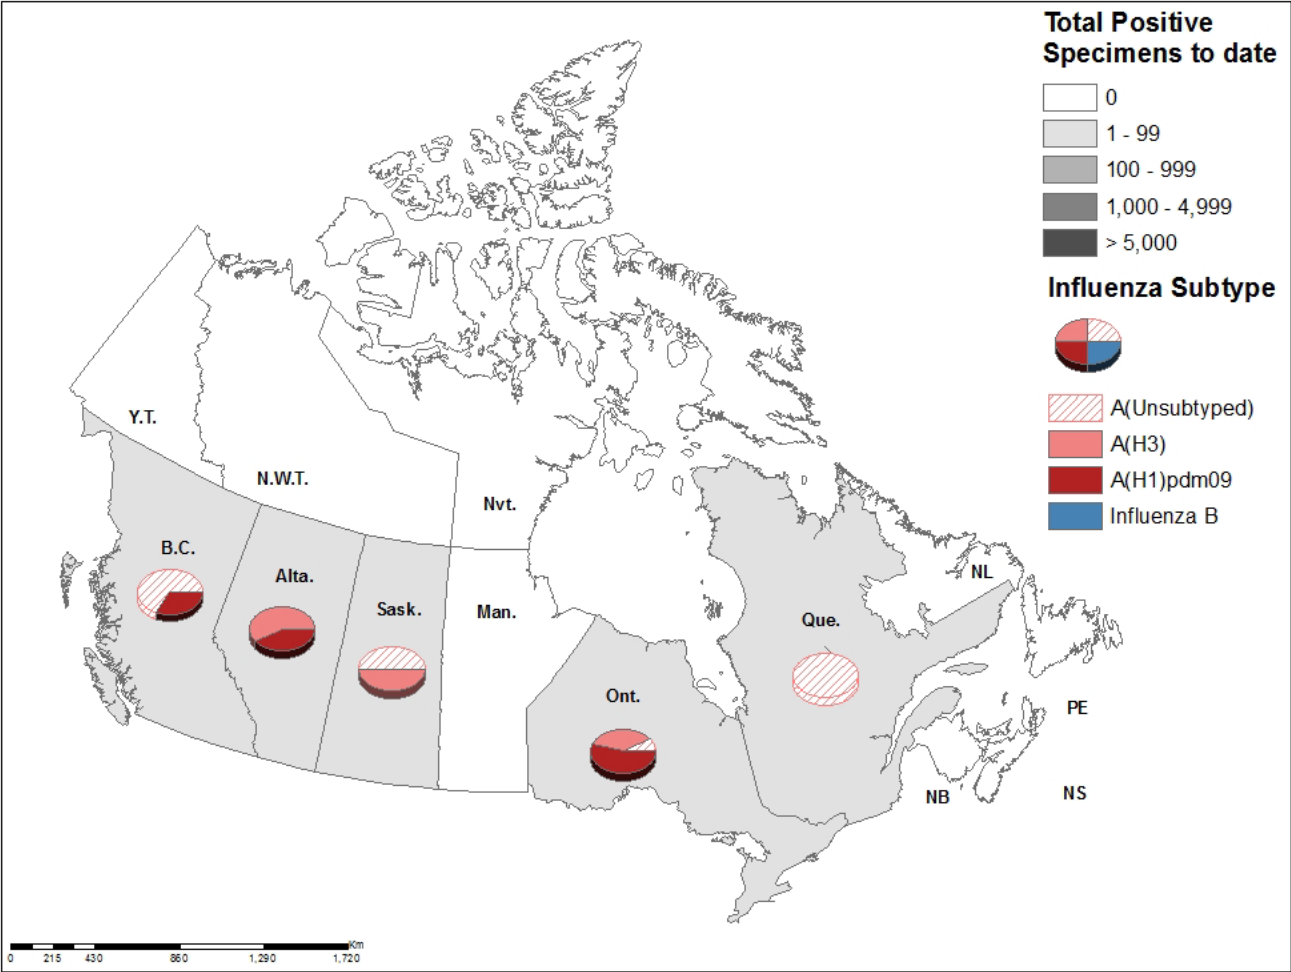 Total Positive
Specimens to date
0
1 - 99
100 - 999
1,000 - 4,999
> 5,000
Influenza Subtype
A(Unsubtyped)
A(H3)
A(H1)pdm09
Influenza B
Y.T.
N.W.T.
Nvt.
B.C.
Alta.
Sask.
Man.
Ont.
Que.
NL
PE
NB
NS
Km
0 215 430 860 1,290 1,720